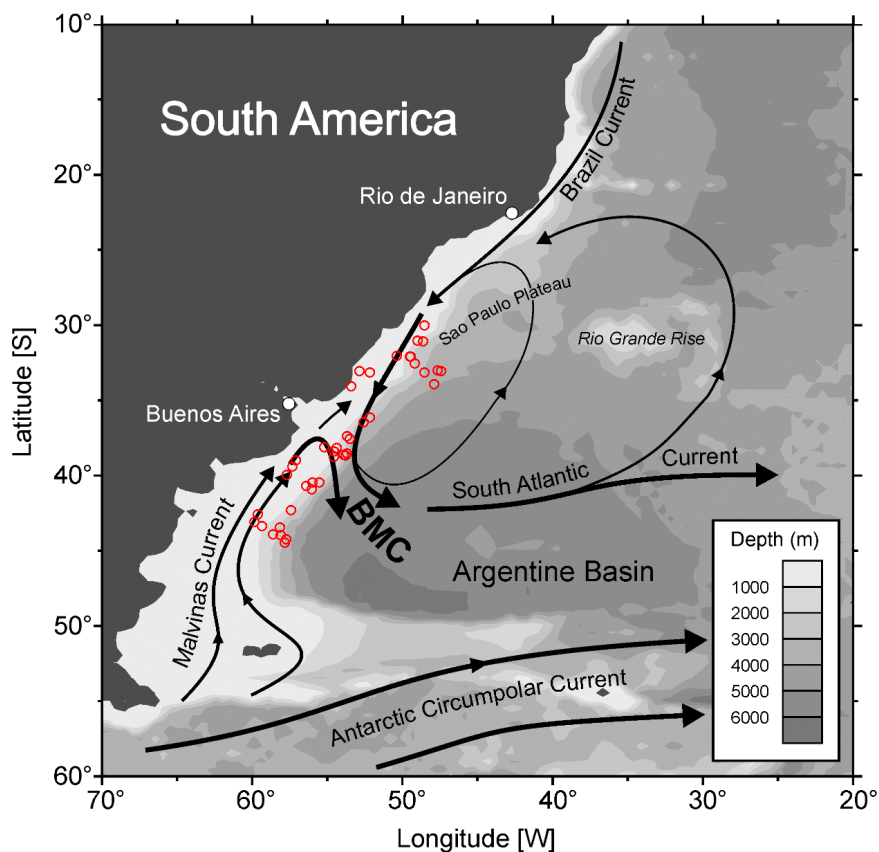 10°
20°
30°
40°
50°
60°
Latitude [S]
South America
Rio de Janeiro
Brazil Current
Sao Paulo Plateau
Rio Grande Rise
Buenos Aires
Malvinas Current
BMC
South Atlantic
Current
Argentine Basin
Antarctic Circumpolar Current
Depth (m)
1000
2000
3000
4000
5000
6000
70°
60°
50°
40°
30°
20°
Longitude [W]